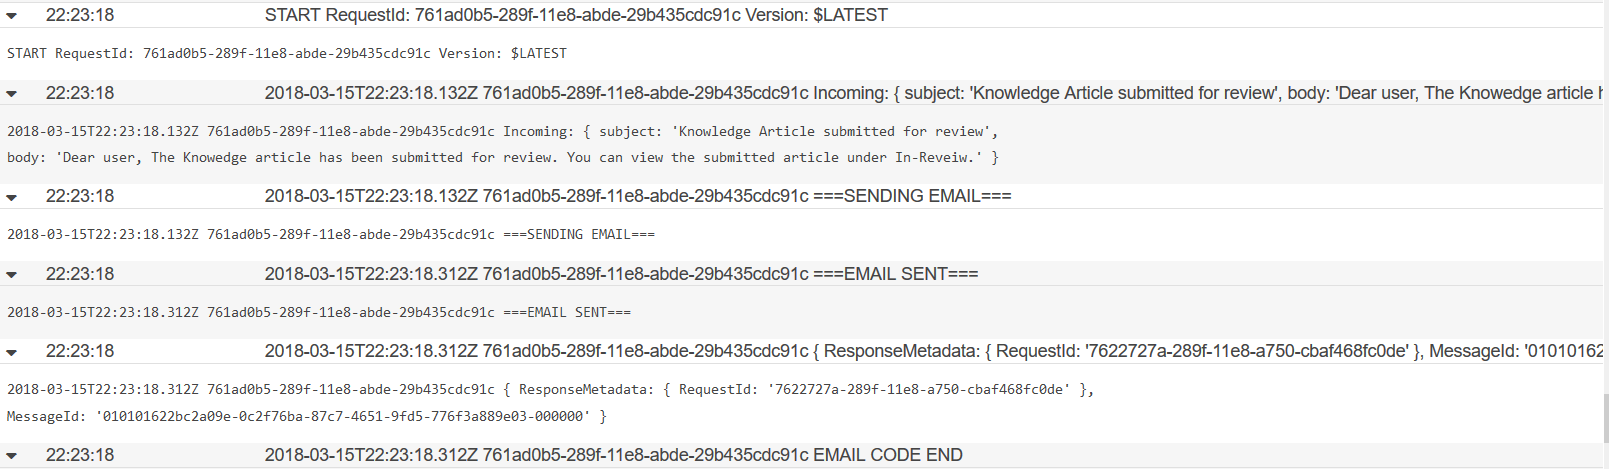 22:23:18 START RequestId: 761ad0b5-289f-11e8-abde-29b435cdc91c Version: $LATEST
START RequestId: 761ad0b5-289f-11e8-abde-29b435cdc91c Version: $LATEST
22:23:18 2018-03-15T22:23:18.132Z 761ad0b5-289f-11e8-abde-29b435cdc91c Incoming: { subject: 'Knowledge Article submitted for review', body: 'Dear user, The Knowedge article h
2018-03-15T22:23:18.132Z 761ad0b5-289f-11e8-abde-29b435cdc91c Incoming: { subject: 'Knowledge Article submitted for review',
body: 'Dear user, The Knowedge article has been submitted for review. You can view the submitted article under In-Reveiw.' }
22:23:18 2018-03-15T22:23:18.132Z 761ad0b5-289f-11e8-abde-29b435cdc91c ===SENDING EMAIL===
2018-03-15T22:23:18.132Z 761ad0b5-289f-11e8-abde-29b435cdc91c ===SENDING EMAIL===
22:23:18 2018-03-15T22:23:18.312Z 761ad0b5-289f-11e8-abde-29b435cdc91c ===EMAIL SENT===
2018-03-15T22:23:18.312Z 761ad0b5-289f-11e8-abde-29b435cdc91c ===EMAIL SENT===
22:23:18 2018-03-15T22:23:18.312Z 761ad0b5-289f-11e8-abde-29b435cdc91c { ResponseMetadata: { RequestId: '7622727a-289f-11e8-a750-cbaf468fc0de' }, MessageId: '01010162
2018-03-15T22:23:18.312Z 761ad0b5-289f-11e8-abde-29b435cdc91c { ResponseMetadata: { RequestId: '7622727a-289f-11e8-a750-cbaf468fc0de' },
MessageId: '010101622bc2a09e-0c2f76ba-87c7-4651-9fd5-776f3a889e03-000000' }
22:23:18 2018-03-15T22:23:18.312Z 761ad0b5-289f-11e8-abde-29b435cdc91c EMAIL CODE END